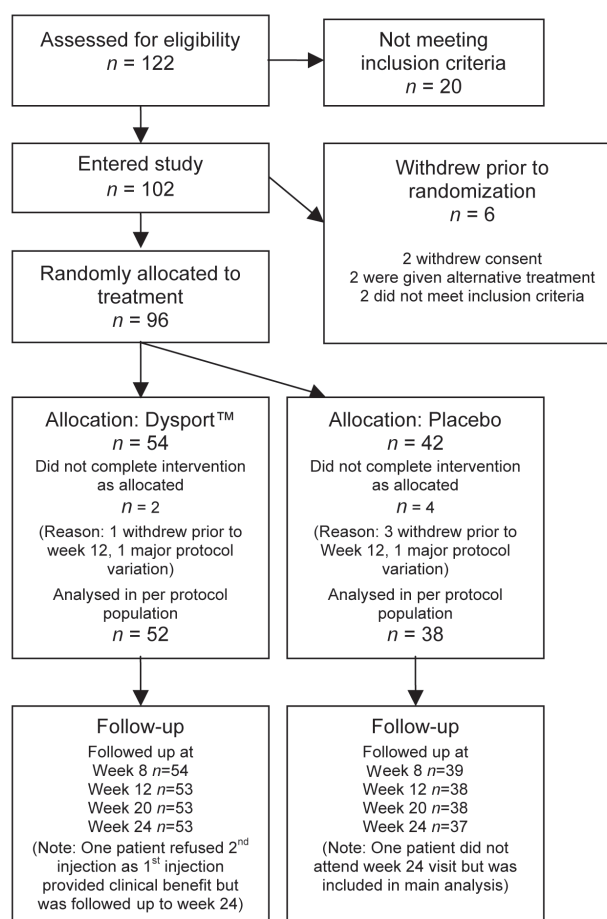 Assessed for eligibility
n = 122
Not meeting
inclusion criteria
n = 20
Entered study
n = 102
Withdrew prior to
randomization
n = 6
2 withdrew consent
2 were given alternative treatment
2 did not meet inclusion criteria
Randomly allocated to
treatment
n = 96
Allocation: Dysport™
n = 54
Did not complete intervention
as allocated
n = 2
(Reason: 1 withdrew prior to
week 12, 1 major protocol
variation)
Analysed in per protocol
population
n = 52
Allocation: Placebo
n = 42
Did not complete intervention
as allocated
n = 4
(Reason: 3 withdrew prior to
Week 12, 1 major protocol
variation)
Analysed in per protocol
population
n = 38
Follow-up
Followed up at
Week 8 n=54
Week 12 n=53
Week 20 n=53
Week 24 n=53
(Note: One patient refused 2nd
injection as 1st injection
provided clinical benefit but
was followed up to week 24)
Follow-up
Followed up at
Week 8 n=39
Week 12 n=38
Week 20 n=38
Week 24 n=37
(Note: One patient did not
attend week 24 visit but was
included in main analysis)